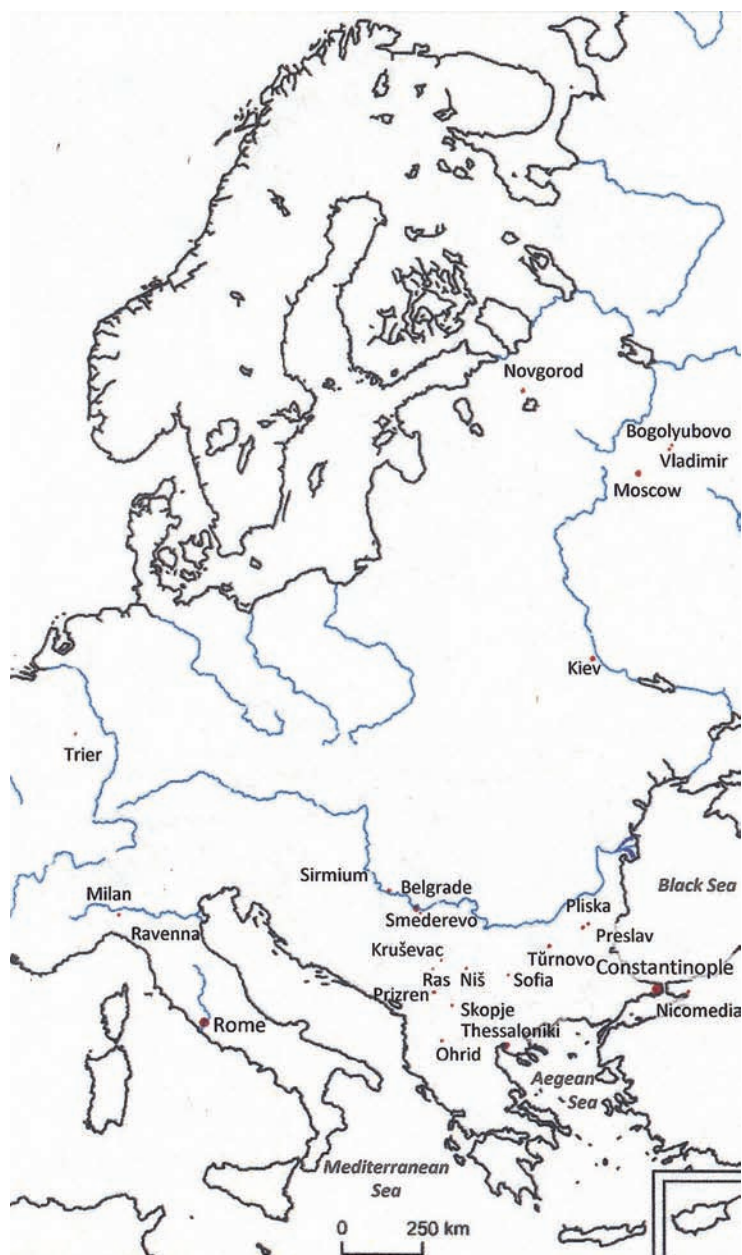 Novgorod
Bogolyubovo
Vladimir
Moscow
Kiev
Trier
Sirmium
Belgrade
Milan
Smederevo
Black Sea
Pliska
Ravenna
Preslav
Kruševac
Tŭrnovo
Constantinople
Ras
Niš
Sofia
Prizren
Nicomedia
Skopje
Rome
Thessaloniki
Ohrid
Aegean
Sea
Mediterranean
Sea
0 250 km